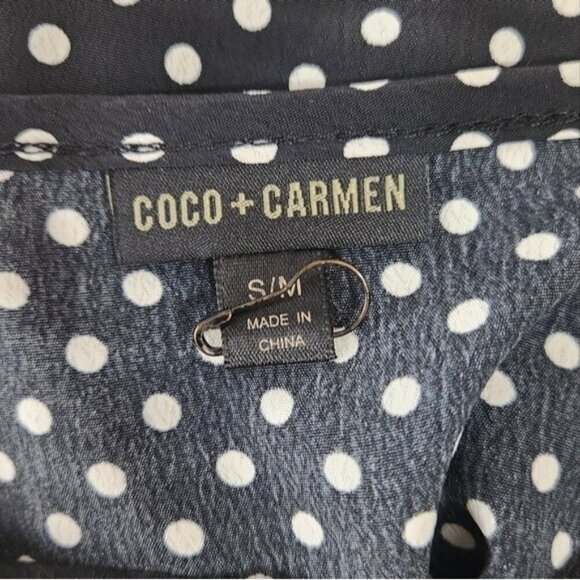 COCO + CARMEN
S/M
MADE IN
CHINA